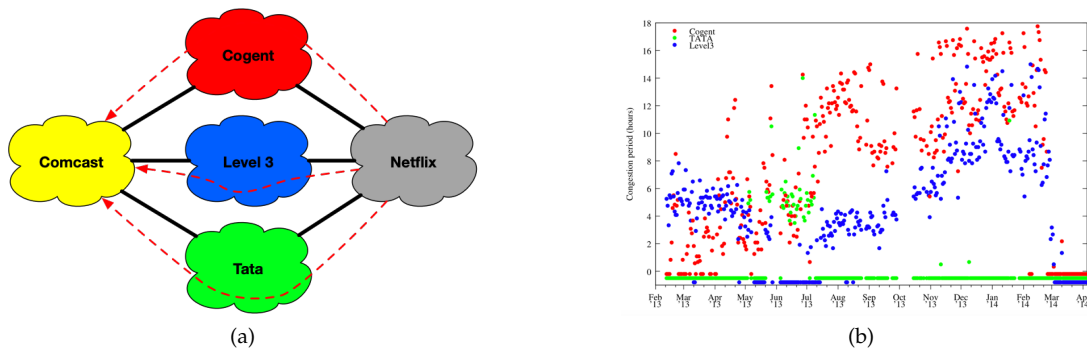 Cogent
Comcast
Level 3
Netflix
Tata
(a)
Congestion period (hours)
18
16
14
12
10
8
6
4
2
0
Cogent
TATA
Level3
Feb '13
Mar '13
Apr '13
May '13
Jun '13
Jul '13
Aug '13
Sep '13
Oct '13
Nov '13
Dec '13
Jan '14
Feb '14
Mar '14
Apr '14
(b)